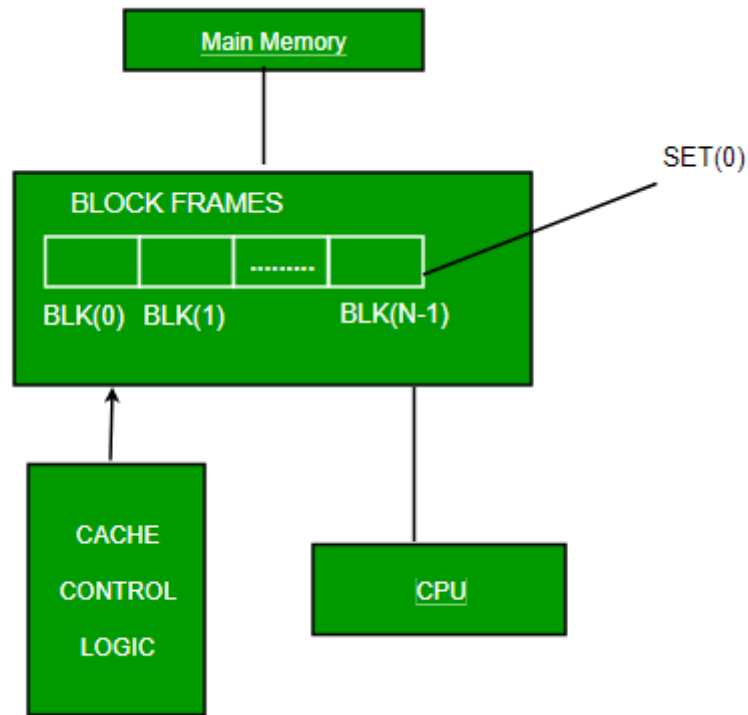 Main Memory
SET(0)
BLOCK FRAMES
.........
BLK(0) BLK(1) BLK(N-1)
CACHE
CONTROL
LOGIC
CPU